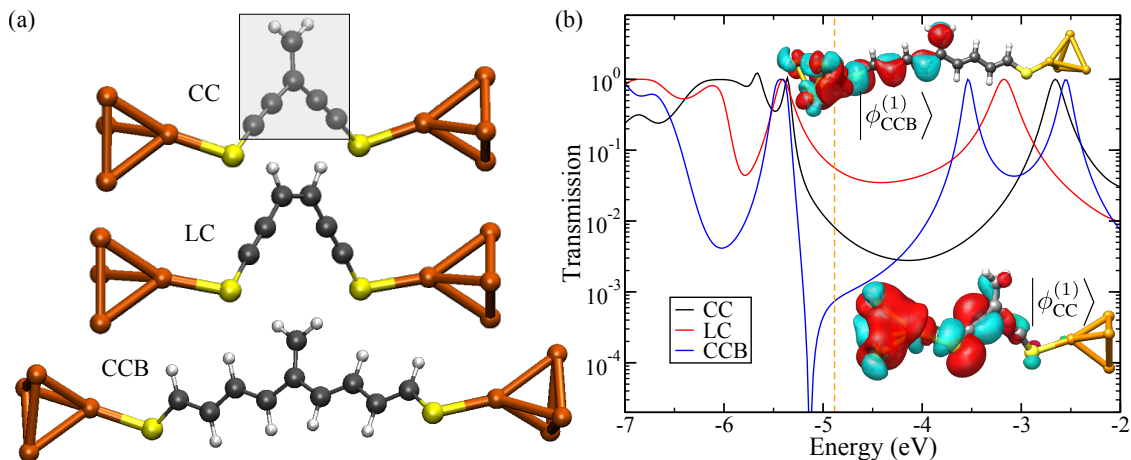 (a)
CC
LC
CCB
(b)
Transmission
10^0
10^-1
10^-2
10^-3
10^-4
-7
-6
-5
-4
-3
-2
Energy (eV)
CC
LC
CCB
|ϕ_CCB^(1)⟩
|ϕ_CC^(1)⟩